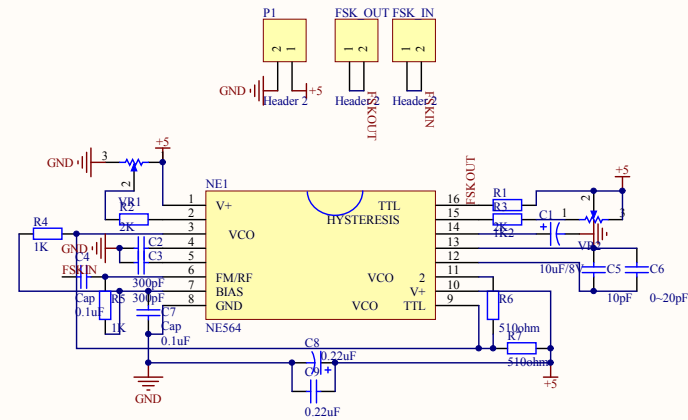 P1
FSK_OUT
FSK_IN
2
1
2
1
2
1
GND
+5
Header 2
Header 2
Header 2
FSKOUT
FSKIN
+5
GND
3
2
VR1
R2
2K
R4
1K
GND
C2
C3
300pF
300pF
FSKIN
C4
Cap
0.1uF
R5
1K
C7
Cap
0.1uF
GND
NE1
1
2
3
4
5
6
7
8
V+
VCO
FM/RF
BIAS
GND
TTL
HYSTERESIS
VCO
2
V+
VCO
TTL
NE564
16
15
14
13
12
11
10
9
FSKOUT
R1
R3
2K
1K2
C1
+
1
10uF/8V
+5
2
3
VR2
C5
10pF
C6
0~20pF
R6
510ohm
R7
510ohm
+5
C8
0.22uF
+
C9
0.22uF